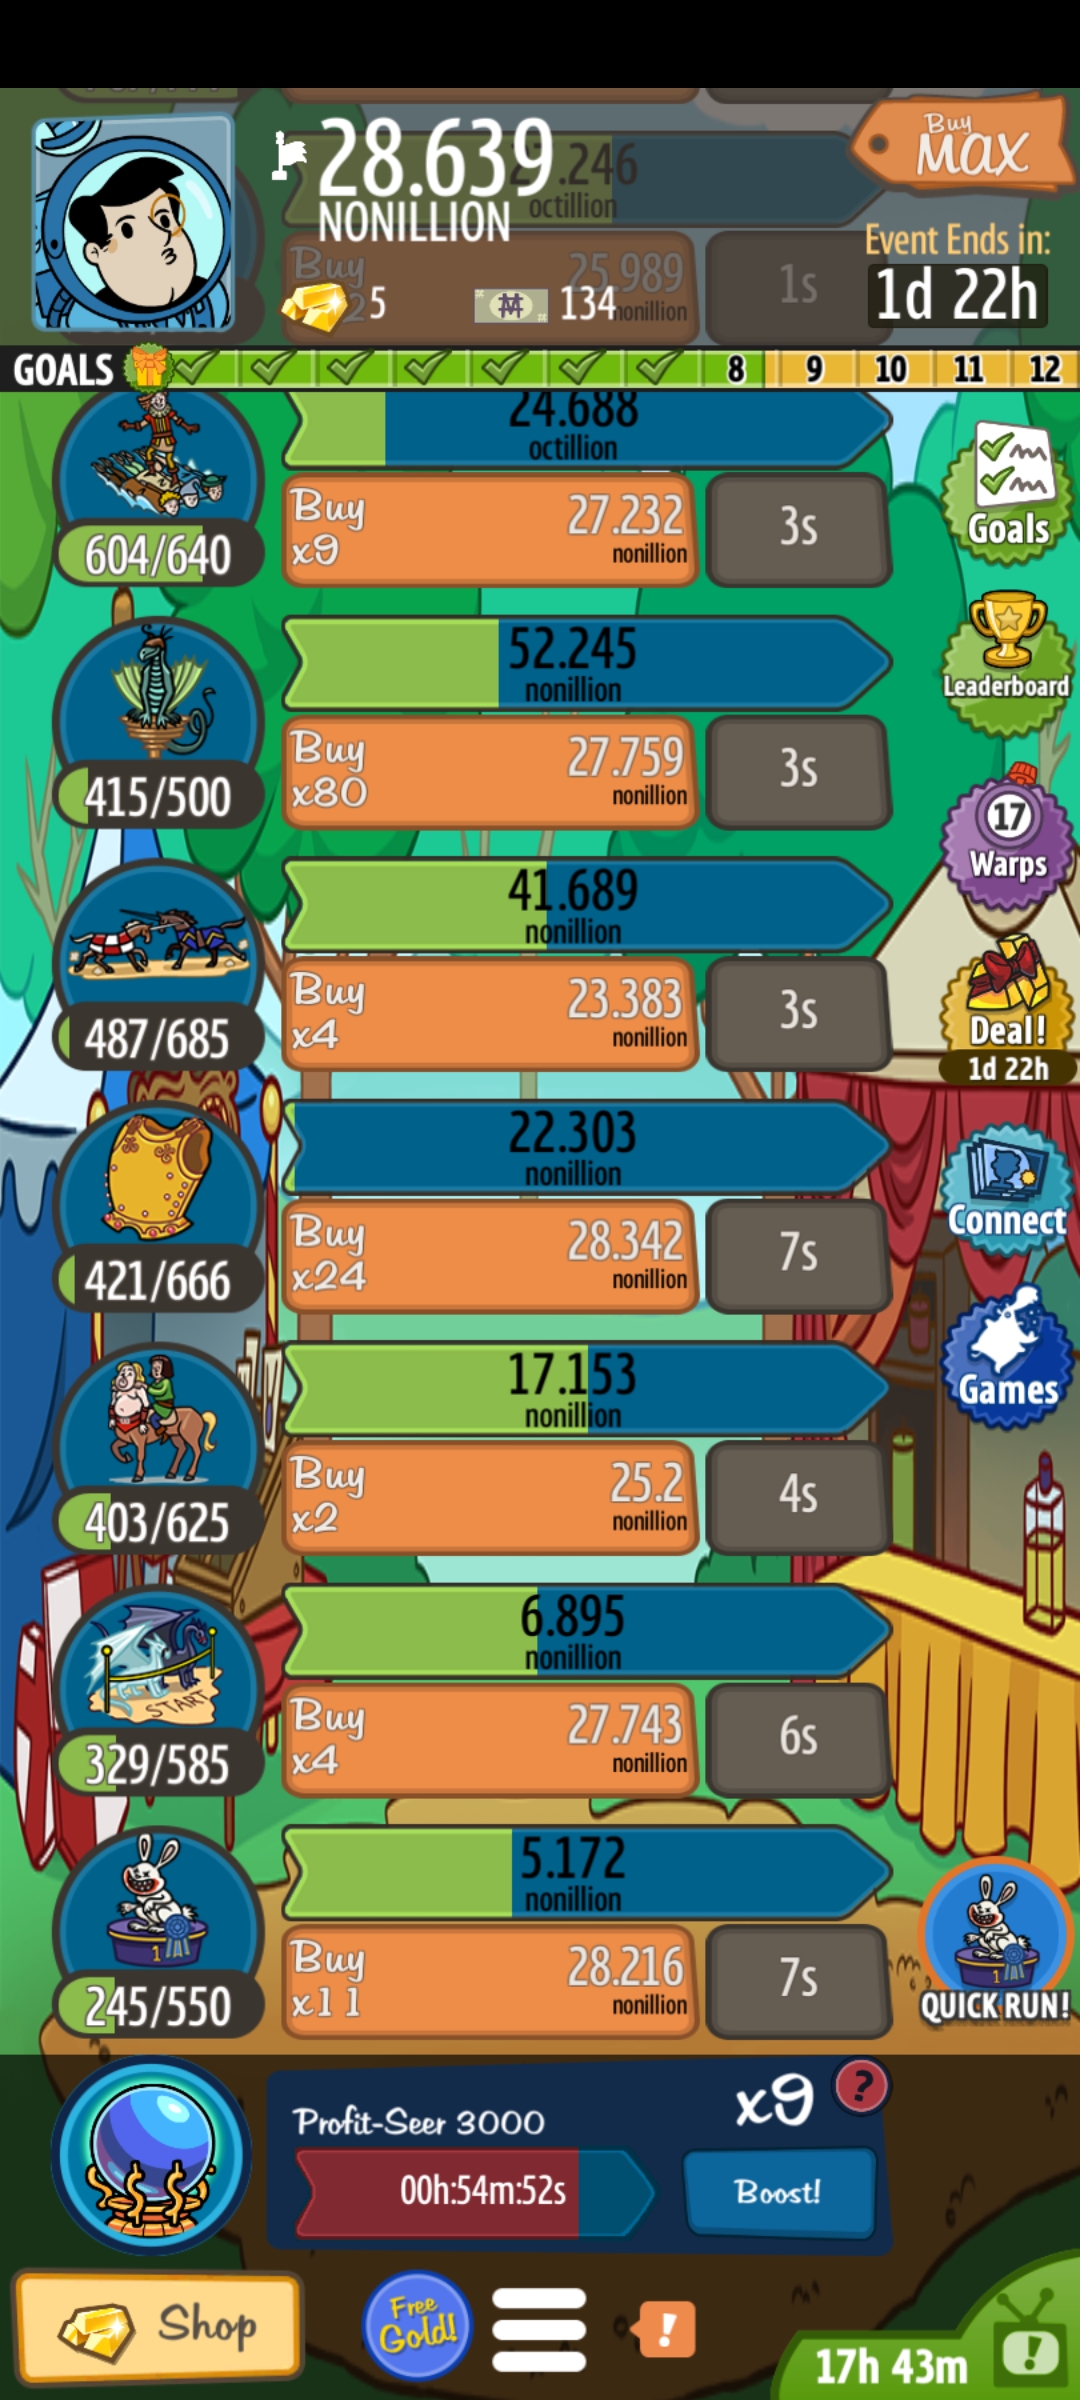 28.639
NONILLION
Buy
MAX
27.246
octillion
Buy
25.989
nonillion
1s
5
134
Event Ends in:
1d 22h
GOALS
8 9 10 11 12
24.688
octillion
Buy
x9
27.232
nonillion
3s
604/640
Goals
52.245
nonillion
Leaderboard
Buy
x80
27.759
nonillion
3s
415/500
17
Warps
41.689
nonillion
Buy
x4
23.383
nonillion
3s
487/685
Deal!
1d 22h
22.303
nonillion
Buy
x24
28.342
nonillion
7s
421/666
Connect
17.153
nonillion
Games
Buy
x2
25.2
nonillion
4s
403/625
6.895
nonillion
START
Buy
x4
27.743
nonillion
6s
329/585
5.172
nonillion
1
Buy
x11
28.216
nonillion
7s
245/550
1
QUICK RUN!
Profit-Seer 3000
x9
?
00h:54m:52s
Boost!
Shop
Free
Gold!
!
17h 43m
!